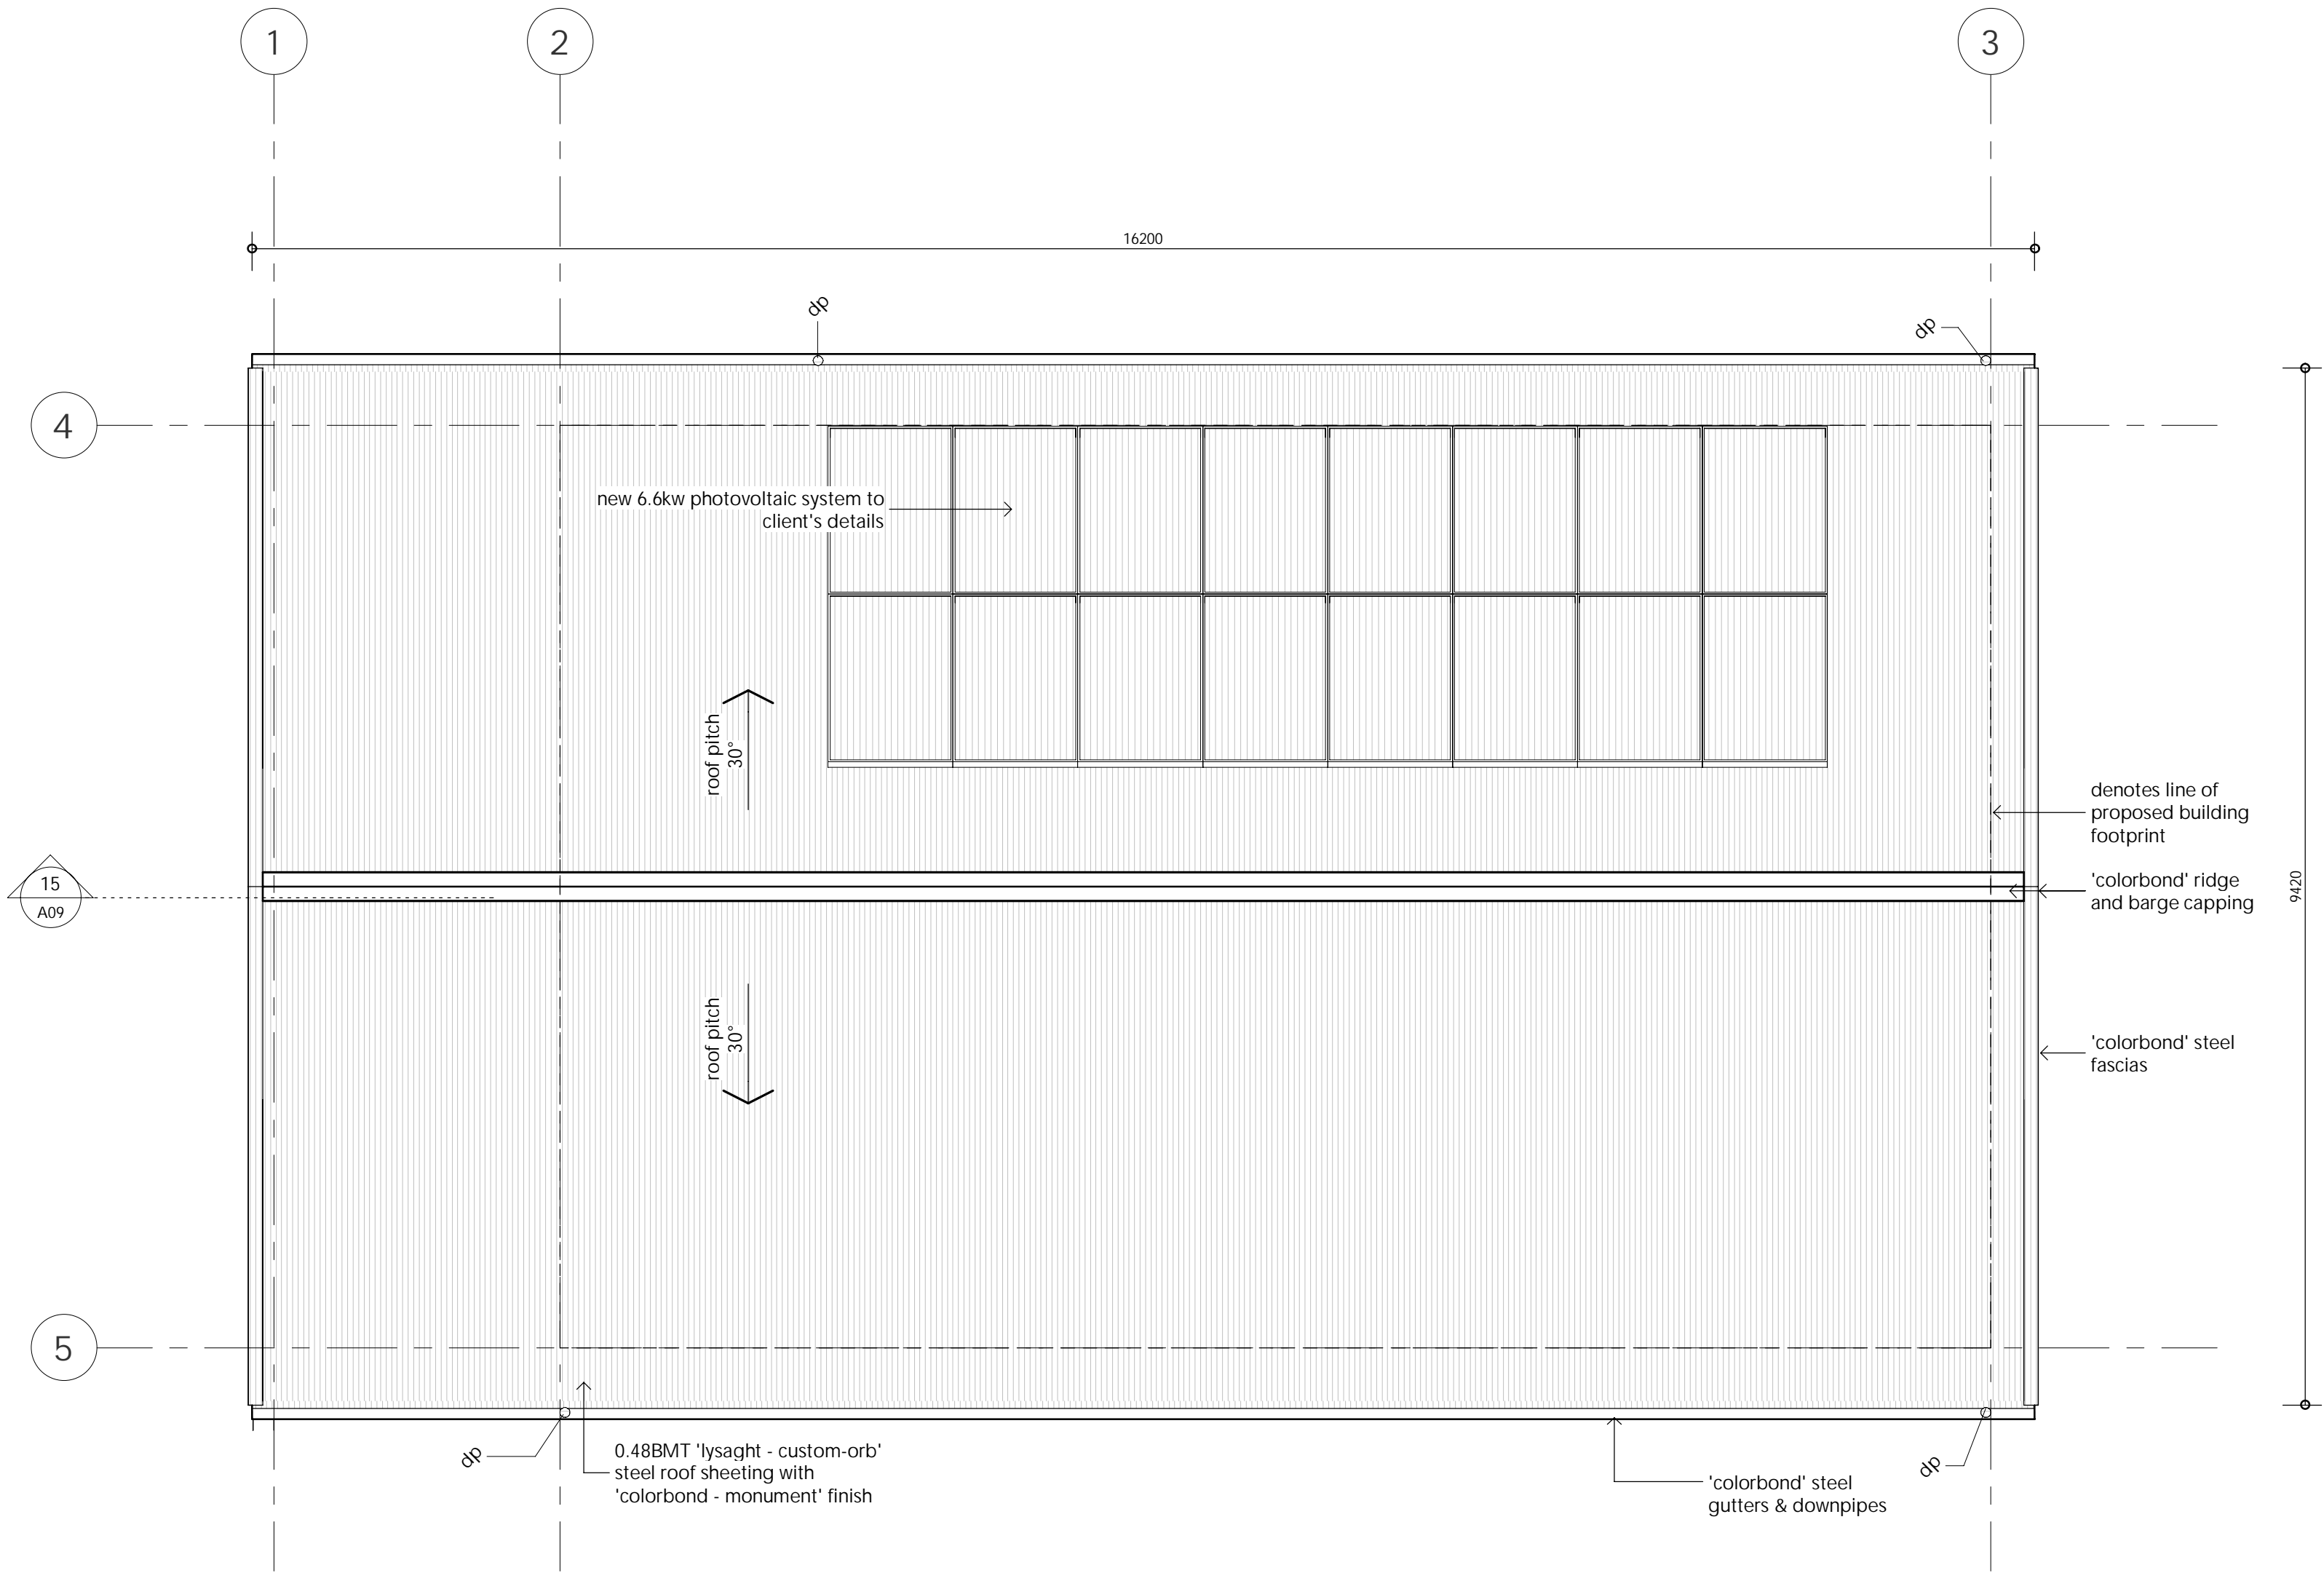 1
2
3
16200
dp
dp
4
new 6.6kw photovoltaic system to
client's details
roof pitch
30°
denotes line of
proposed building
footprint
15
A09
'colorbond' ridge
and barge capping
9420
roof pitch
30°
'colorbond' steel
fascias
5
dp
0.48BMT 'lysaght - custom-orb'
steel roof sheeting with
'colorbond - monument' finish
dp
'colorbond' steel
gutters & downpipes